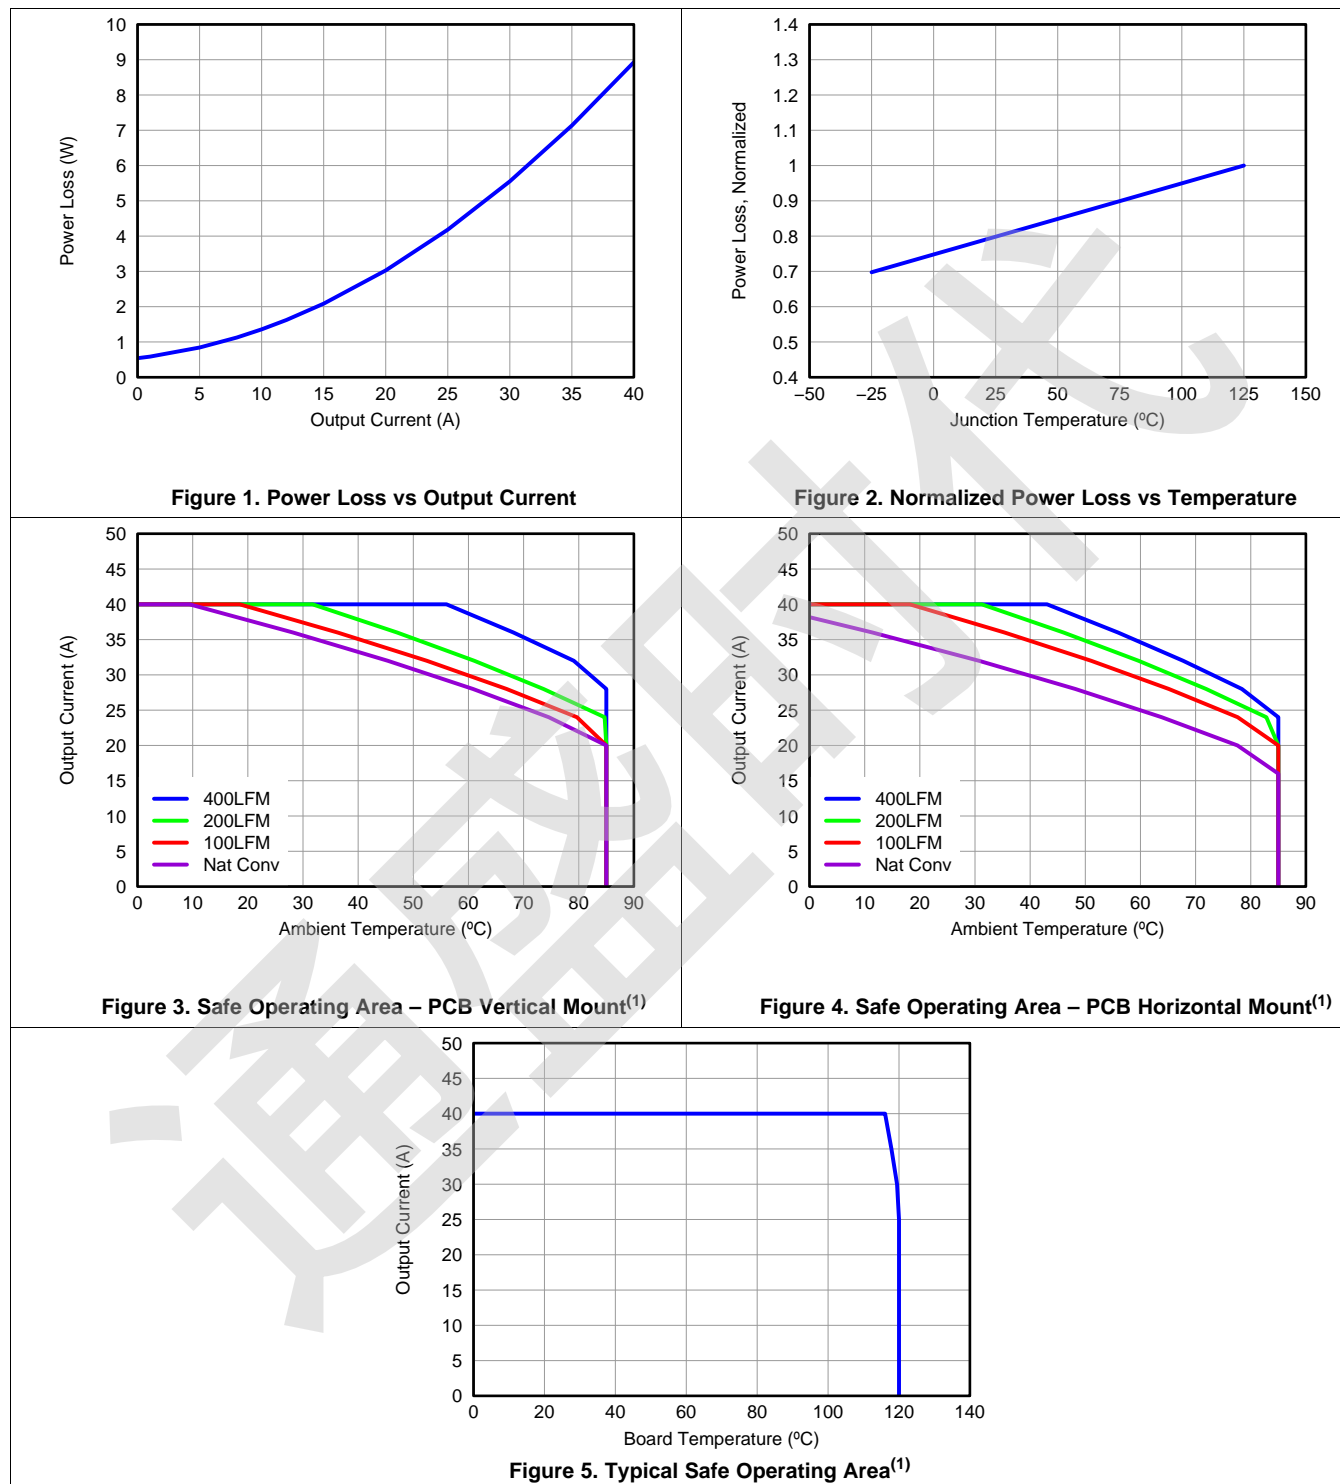 10
9
8
7
6
5
4
3
2
1
0
Power Loss (W)
0 5 10 15 20 25 30 35 40
Output Current (A)
Figure 1. Power Loss vs Output Current
1.4
1.3
1.2
1.1
1
0.9
0.8
0.7
0.6
0.5
0.4
Power Loss, Normalized
−50 −25 0 25 50 75 100 125 150
Junction Temperature (ºC)
Figure 2. Normalized Power Loss vs Temperature
50
45
40
35
30
25
20
15
10
5
0
Output Current (A)
400LFM
200LFM
100LFM
Nat Conv
0 10 20 30 40 50 60 70 80 90
Ambient Temperature (ºC)
Figure 3. Safe Operating Area – PCB Vertical Mount(1)
50
45
40
35
30
25
20
15
10
5
0
Output Current (A)
400LFM
200LFM
100LFM
Nat Conv
0 10 20 30 40 50 60 70 80 90
Ambient Temperature (ºC)
Figure 4. Safe Operating Area – PCB Horizontal Mount(1)
50
45
40
35
30
25
20
15
10
5
0
Output Current (A)
0 20 40 60 80 100 120 140
Board Temperature (ºC)
Figure 5. Typical Safe Operating Area(1)
通盛时代